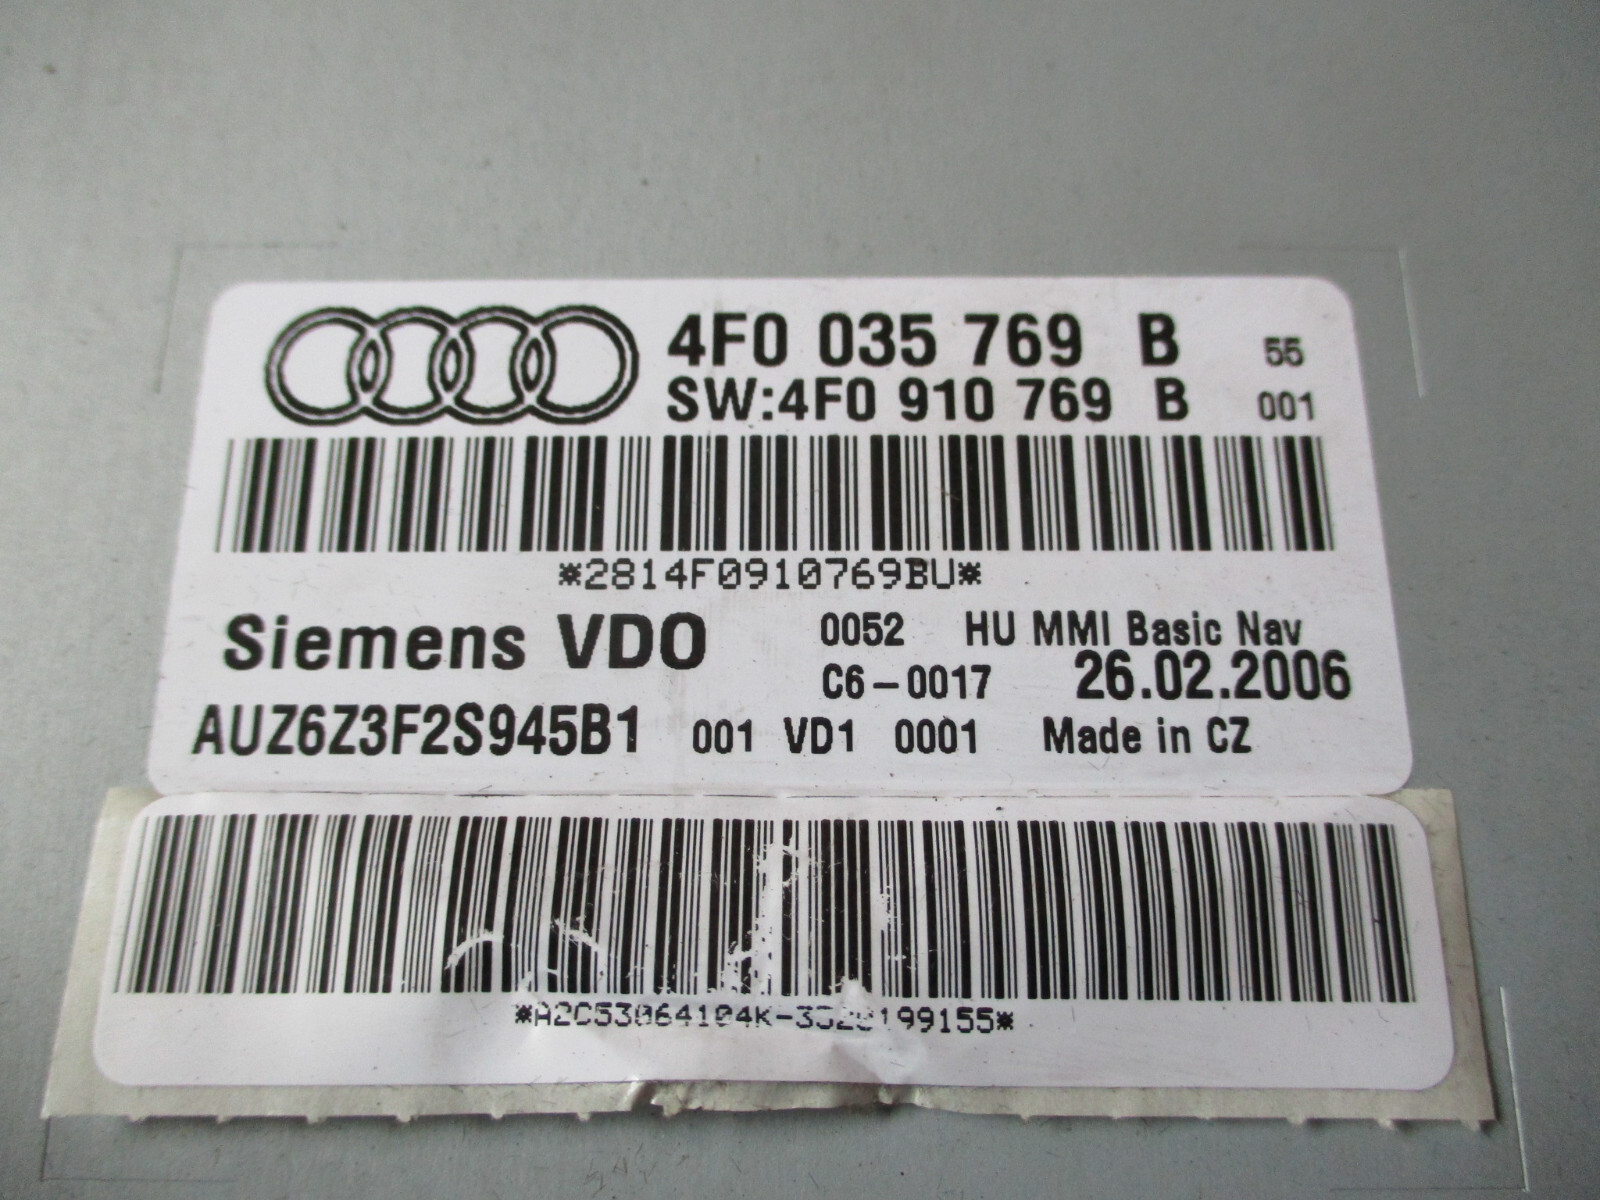 4F0 035 769 B 55
SW:4F0 910 769 B 001
*2814F0910769BU*
Siemens VDO 0052 HU MMI Basic Nav
C6-0017 26.02.2006
AUZ6Z3F2S945B1 001 VD1 0001 Made in CZ